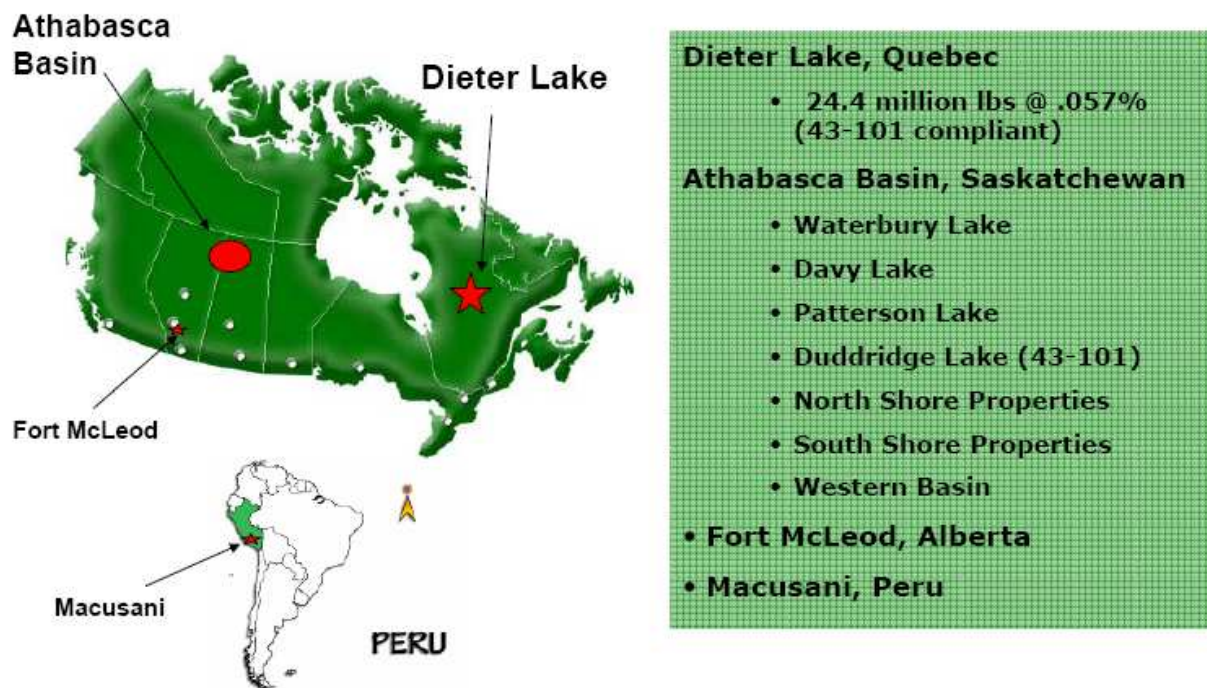 Athabasca
Basin
Dieter Lake
Fort McLeod
Macusani
PERU
Dieter Lake, Quebec
• 24.4 million lbs @ .057%
(43-101 compliant)
Athabasca Basin, Saskatchewan
• Waterbury Lake
• Davy Lake
• Patterson Lake
• Duddridge Lake (43-101)
• North Shore Properties
• South Shore Properties
• Western Basin
• Fort McLeod, Alberta
• Macusani, Peru